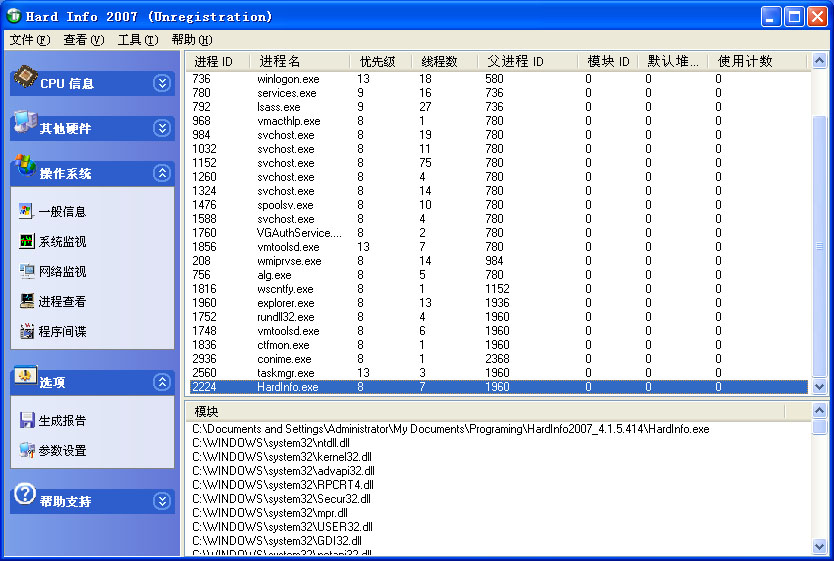 Hard Info 2007 (Unregistration)
文件(F) 查看(V) 工具(T) 帮助(H)
CPU 信息
其他硬件
操作系统
一般信息
系统监视
网络监视
进程查看
程序间谍
选项
生成报告
参数设置
帮助支持
进程 ID 进程名 优先级 线程数 父进程 ID 模块 ID 默认堆... 使用计数
736 winlogon.exe 13 18 580 0 0 0
780 services.exe 9 16 736 0 0 0
792 lsass.exe 9 27 736 0 0 0
968 vmacthlp.exe 8 1 780 0 0 0
984 svchost.exe 8 19 780 0 0 0
1032 svchost.exe 8 11 780 0 0 0
1152 svchost.exe 8 75 780 0 0 0
1260 svchost.exe 8 4 780 0 0 0
1324 svchost.exe 8 14 780 0 0 0
1476 spoolsv.exe 8 10 780 0 0 0
1588 svchost.exe 8 4 780 0 0 0
1760 VGAuthService.... 8 2 780 0 0 0
1856 vmtoolsd.exe 13 7 780 0 0 0
208 wmiprvse.exe 8 14 984 0 0 0
756 alg.exe 8 5 780 0 0 0
1816 wscntfy.exe 8 1 1152 0 0 0
1960 explorer.exe 8 13 1936 0 0 0
1752 rundll32.exe 8 4 1960 0 0 0
1748 vmtoolsd.exe 8 6 1960 0 0 0
1836 ctfmon.exe 8 1 1960 0 0 0
2936 conime.exe 8 1 2368 0 0 0
2560 taskmgr.exe 13 3 1960 0 0 0
2224 HardInfo.exe 8 7 1960 0 0 0
模块
C:\Documents and Settings\Administrator\My Documents\Programing\HardInfo2007_4.1.5.414\HardInfo.exe
C:\WINDOWS\system32\ntdll.dll
C:\WINDOWS\system32\kernel32.dll
C:\WINDOWS\system32\advapi32.dll
C:\WINDOWS\system32\RPCRT4.dll
C:\WINDOWS\system32\Secur32.dll
C:\WINDOWS\system32\mpr.dll
C:\WINDOWS\system32\USER32.dll
C:\WINDOWS\system32\GDI32.dll
C:\WINDOWS\system32\netapi32.dll